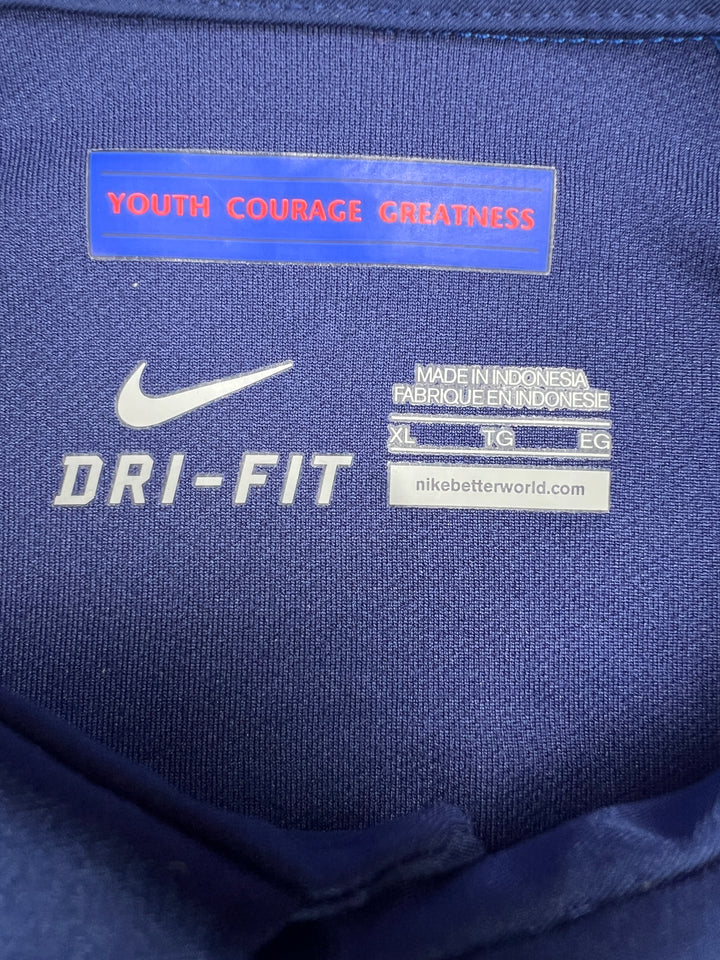 YOUTH COURAGE GREATNESS
DRI-FIT
MADE IN INDONESIA
FABRIQUE EN INDONESIE
XL TG EG
nikebetterworld.com